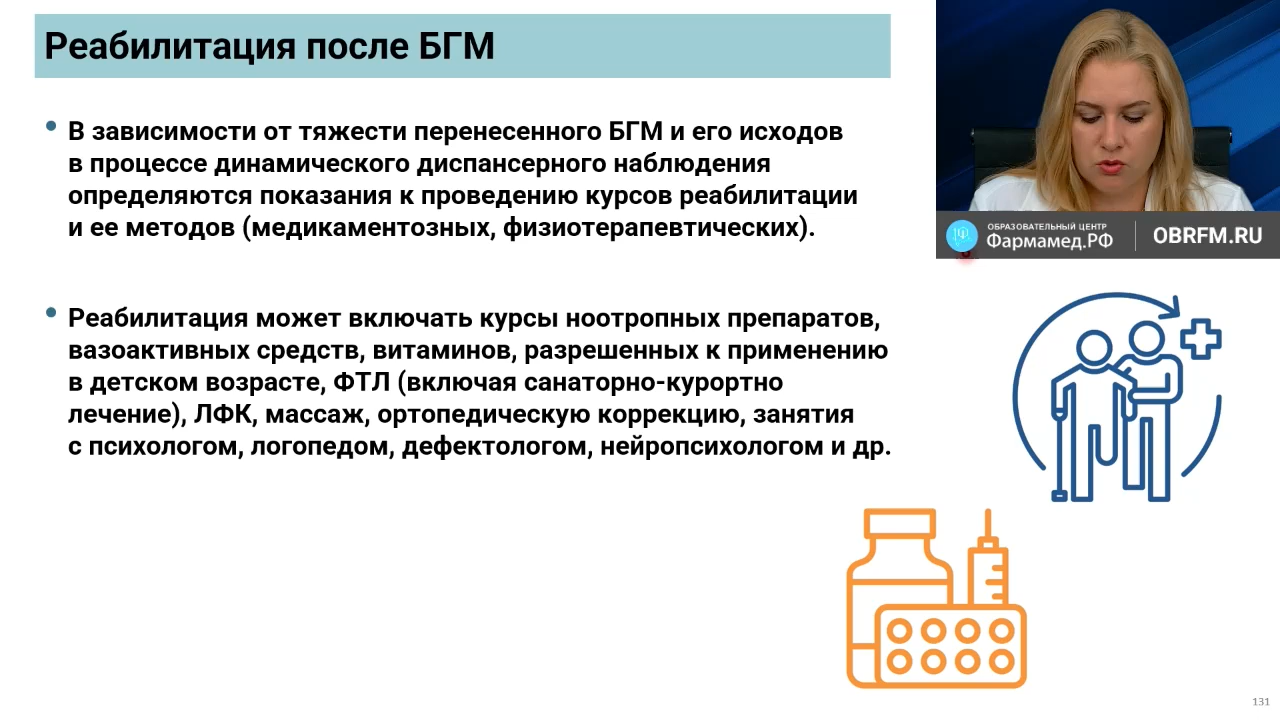 Реабилитация после БГМ
В зависимости от тяжести перенесенного БГМ и его исходов
в процессе динамического диспансерного наблюдения
определяются показания к проведению курсов реабилитации
и ее методов (медикаментозных, физиотерапевтических).
Реабилитация может включать курсы ноотропных препаратов,
вазоактивных средств, витаминов, разрешенных к применению
в детском возрасте, ФТЛ (включая санаторно-курортно
лечение), ЛФК, массаж, ортопедическую коррекцию, занятия
с психологом, логопедом, дефектологом, нейропсихологом и др.
ОБРАЗОВАТЕЛЬНЫЙ ЦЕНТР
Фармамед.РФ
OBRFM.RU
131